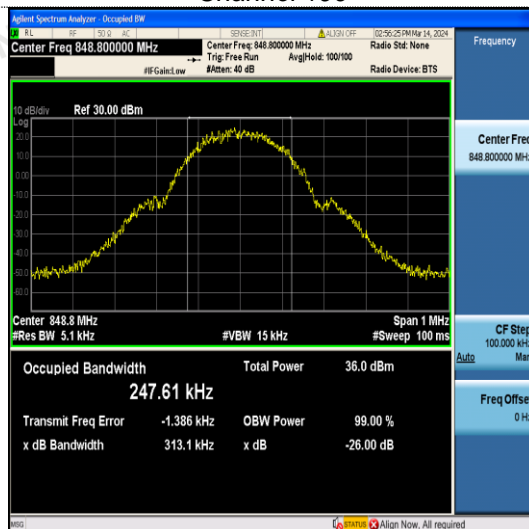 Agilent Spectrum Analyzer - Occupied BW
RL RF 50 Ω AC SENSE:INT ALIGN OFF 02:56:25 PM Mar 14, 2024
Center Freq 848.800000 MHz
Center Freq: 848.800000 MHz
Radio Std: None
Trig: Free Run Avg|Hold: 100/100
#IFGain:Low
#Atten: 40 dB
Radio Device: BTS
Frequency
10 dB/div Ref 30.00 dBm
Log
20.0
10.0
0.00
-10.0
-20.0
-30.0
-40.0
-50.0
-60.0
Center Freq
848.800000 MHz
Center 848.8 MHz
Span 1 MHz
#Res BW 5.1 kHz
#VBW 15 kHz
#Sweep 100 ms
CF Step
100.000 kHz
Auto Man
Occupied Bandwidth
247.61 kHz
Total Power 36.0 dBm
Transmit Freq Error -1.386 kHz OBW Power 99.00 %
x dB Bandwidth 313.1 kHz x dB -26.00 dB
Freq Offset
0 Hz
MSG
STATUS
Align Now, All required